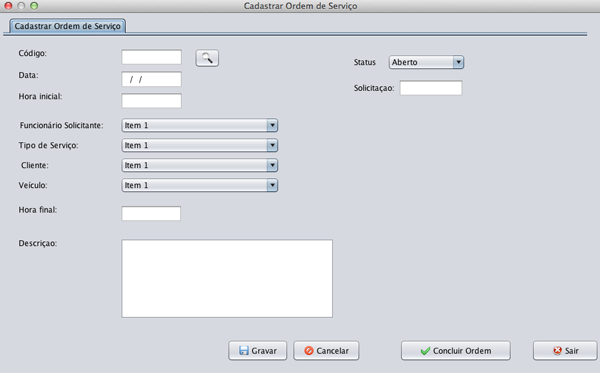 Cadastrar Ordem de Serviço
Cadastrar Ordem de Serviço
Código:
Status Aberto
Data: / /
Solicitaçao:
Hora inicial:
Funcionário Solicitante: Item 1
Tipo de Serviço: Item 1
Cliente: Item 1
Veículo: Item 1
Hora final:
Descriçao:
Gravar Cancelar Concluir Ordem Sair